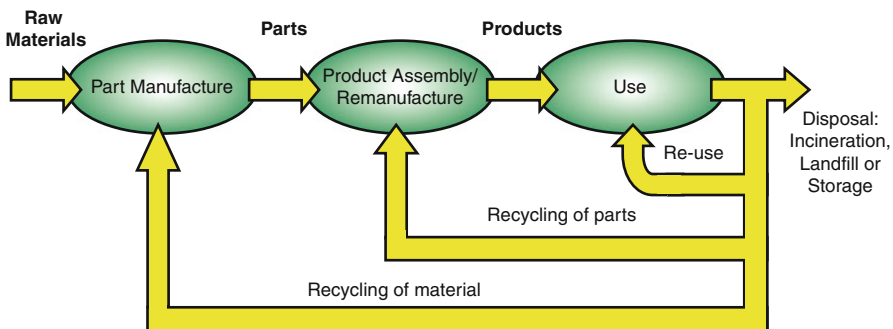 Raw
Materials
Parts
Products
Part Manufacture
Product Assembly/
Remanufacture
Use
Disposal:
Incineration,
Landfill or
Storage
Re-use
Recycling of parts
Recycling of material